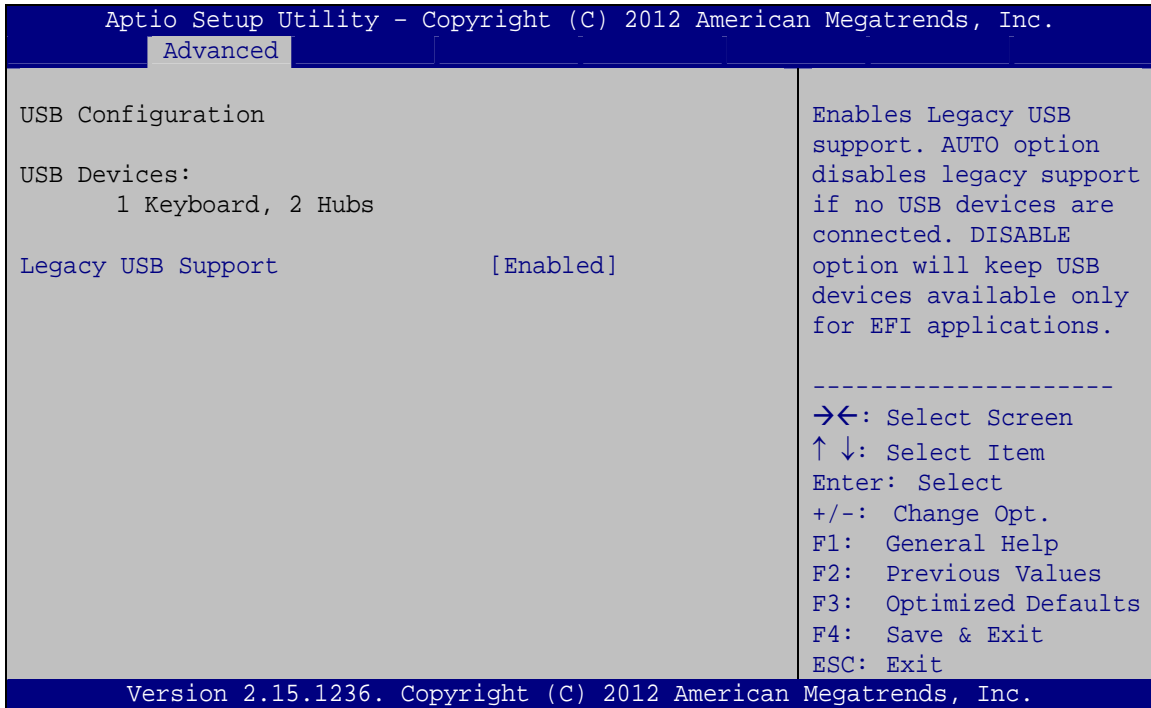 Aptio Setup Utility – Copyright (C) 2012 American Megatrends, Inc.
Advanced
USB Configuration
USB Devices:
1 Keyboard, 2 Hubs
Legacy USB Support [Enabled]
Enables Legacy USB
support. AUTO option
disables legacy support
if no USB devices are
connected. DISABLE
option will keep USB
devices available only
for EFI applications.
---------------------
→←: Select Screen
↑ ↓: Select Item
Enter: Select
+/-: Change Opt.
F1: General Help
F2: Previous Values
F3: Optimized Defaults
F4: Save & Exit
ESC: Exit
Version 2.15.1236. Copyright (C) 2012 American Megatrends, Inc.